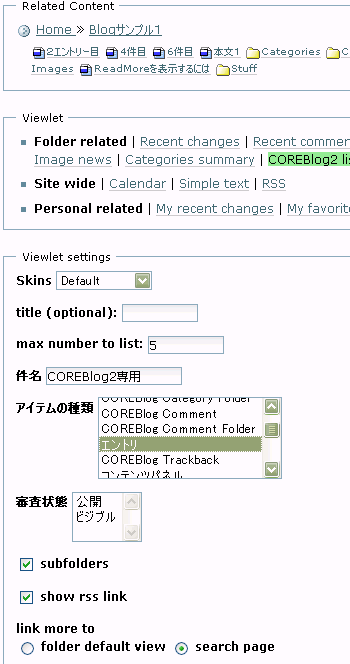 Related Content
Home » Blogサンプル1
2エントリー目 4件目 6件目 本文1 Categories
Images ReadMoreを表示するには Stuff
Viewlet
Folder related | Recent changes | Recent
Image news | Categories summary | COREBlog2
Site wide | Calendar | Simple text | RSS
Personal related | My recent changes | My
Viewlet settings
Skins Default
title (optional):
max number to list: 5
件名 COREBlog2専用
アイテムの種類 COREBlog Category Folder
COREBlog Comment
COREBlog Comment Folder
エントリ
COREBlog Trackback
コンテンツパネル
審査状態 公開
ビジブル
subfolders
show rss link
link more to
folder default view search page